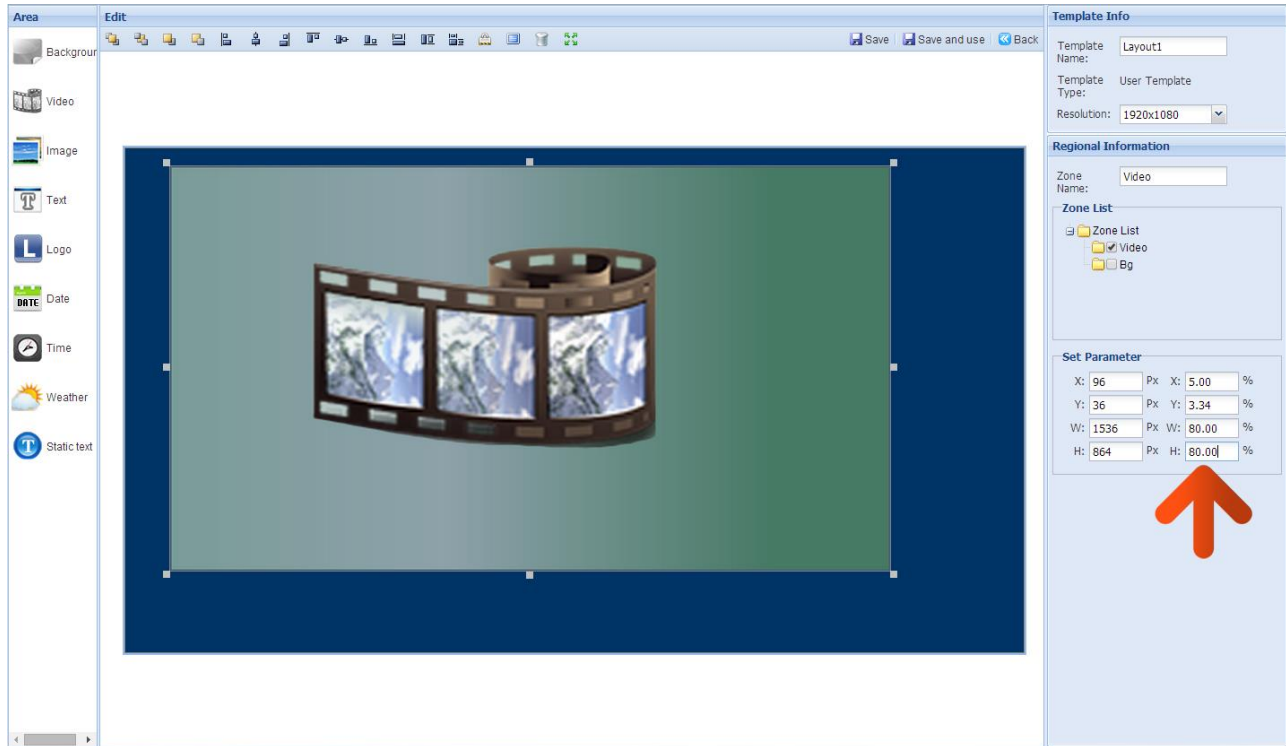 Area
Edit
Template Info
Save
Save and use
Back
Backgrour
Video
Image
Text
L
Logo
DATE
Date
Time
Weather
T
Static text
Template Name:
Layout1
Template Type:
User Template
Resolution:
1920x1080
Regional Information
Zone Name:
Video
Zone List
Zone List
Video
Bg
Set Parameter
X: 96 Px X: 5.00 %
Y: 36 Px Y: 3.34 %
W: 1536 Px W: 80.00 %
H: 864 Px H: 80.00 %